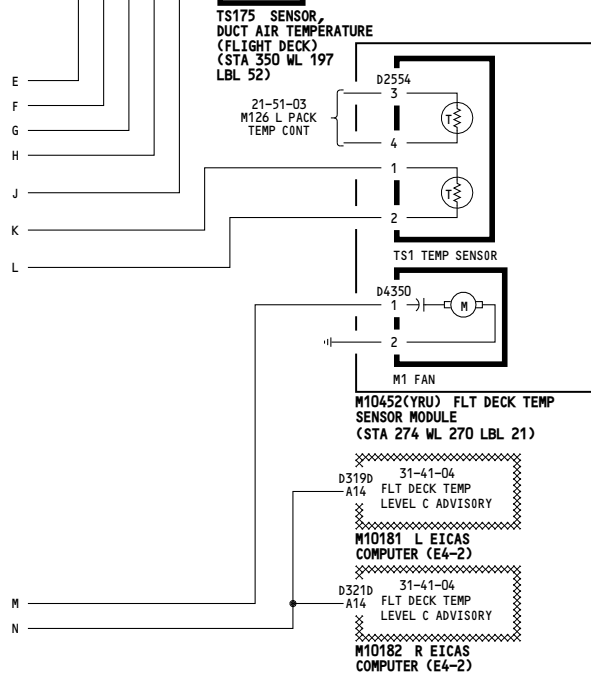 TS175 SENSOR,
DUCT AIR TEMPERATURE
(FLIGHT DECK)
(STA 350 WL 197
LBL 52)
E
F
G
H
J
K
L
21-51-03
M126 L PACK
TEMP CONT
D2554
3
T
4
1
T
2
TS1 TEMP SENSOR
D4350
1
M
2
M1 FAN
M10452(YRU) FLT DECK TEMP
SENSOR MODULE
(STA 274 WL 270 LBL 21)
D319D
A14
31-41-04
FLT DECK TEMP
LEVEL C ADVISORY
M10181 L EICAS
COMPUTER (E4-2)
D321D
A14
31-41-04
FLT DECK TEMP
LEVEL C ADVISORY
M10182 R EICAS
COMPUTER (E4-2)
M
N